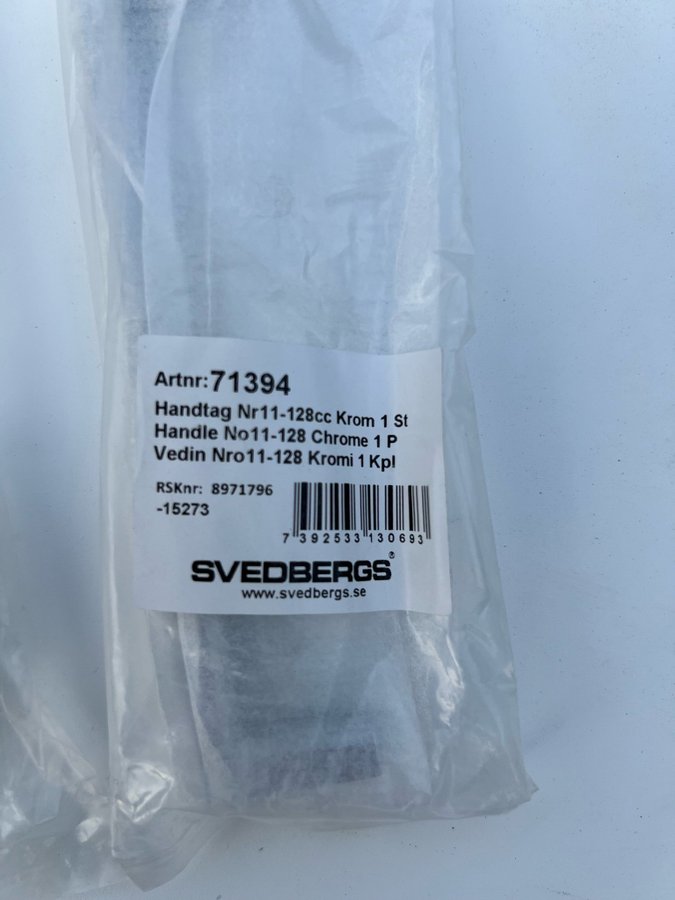 Artnr:71394
Handtag Nr11-128cc Krom 1 St
Handle No11-128 Chrome 1 P
Vedin Nro11-128 Kromi 1 Kpl
RSKnr: 8971796
-15273
7 392533 130693
SVEDBERGS®
www.svedbergs.se